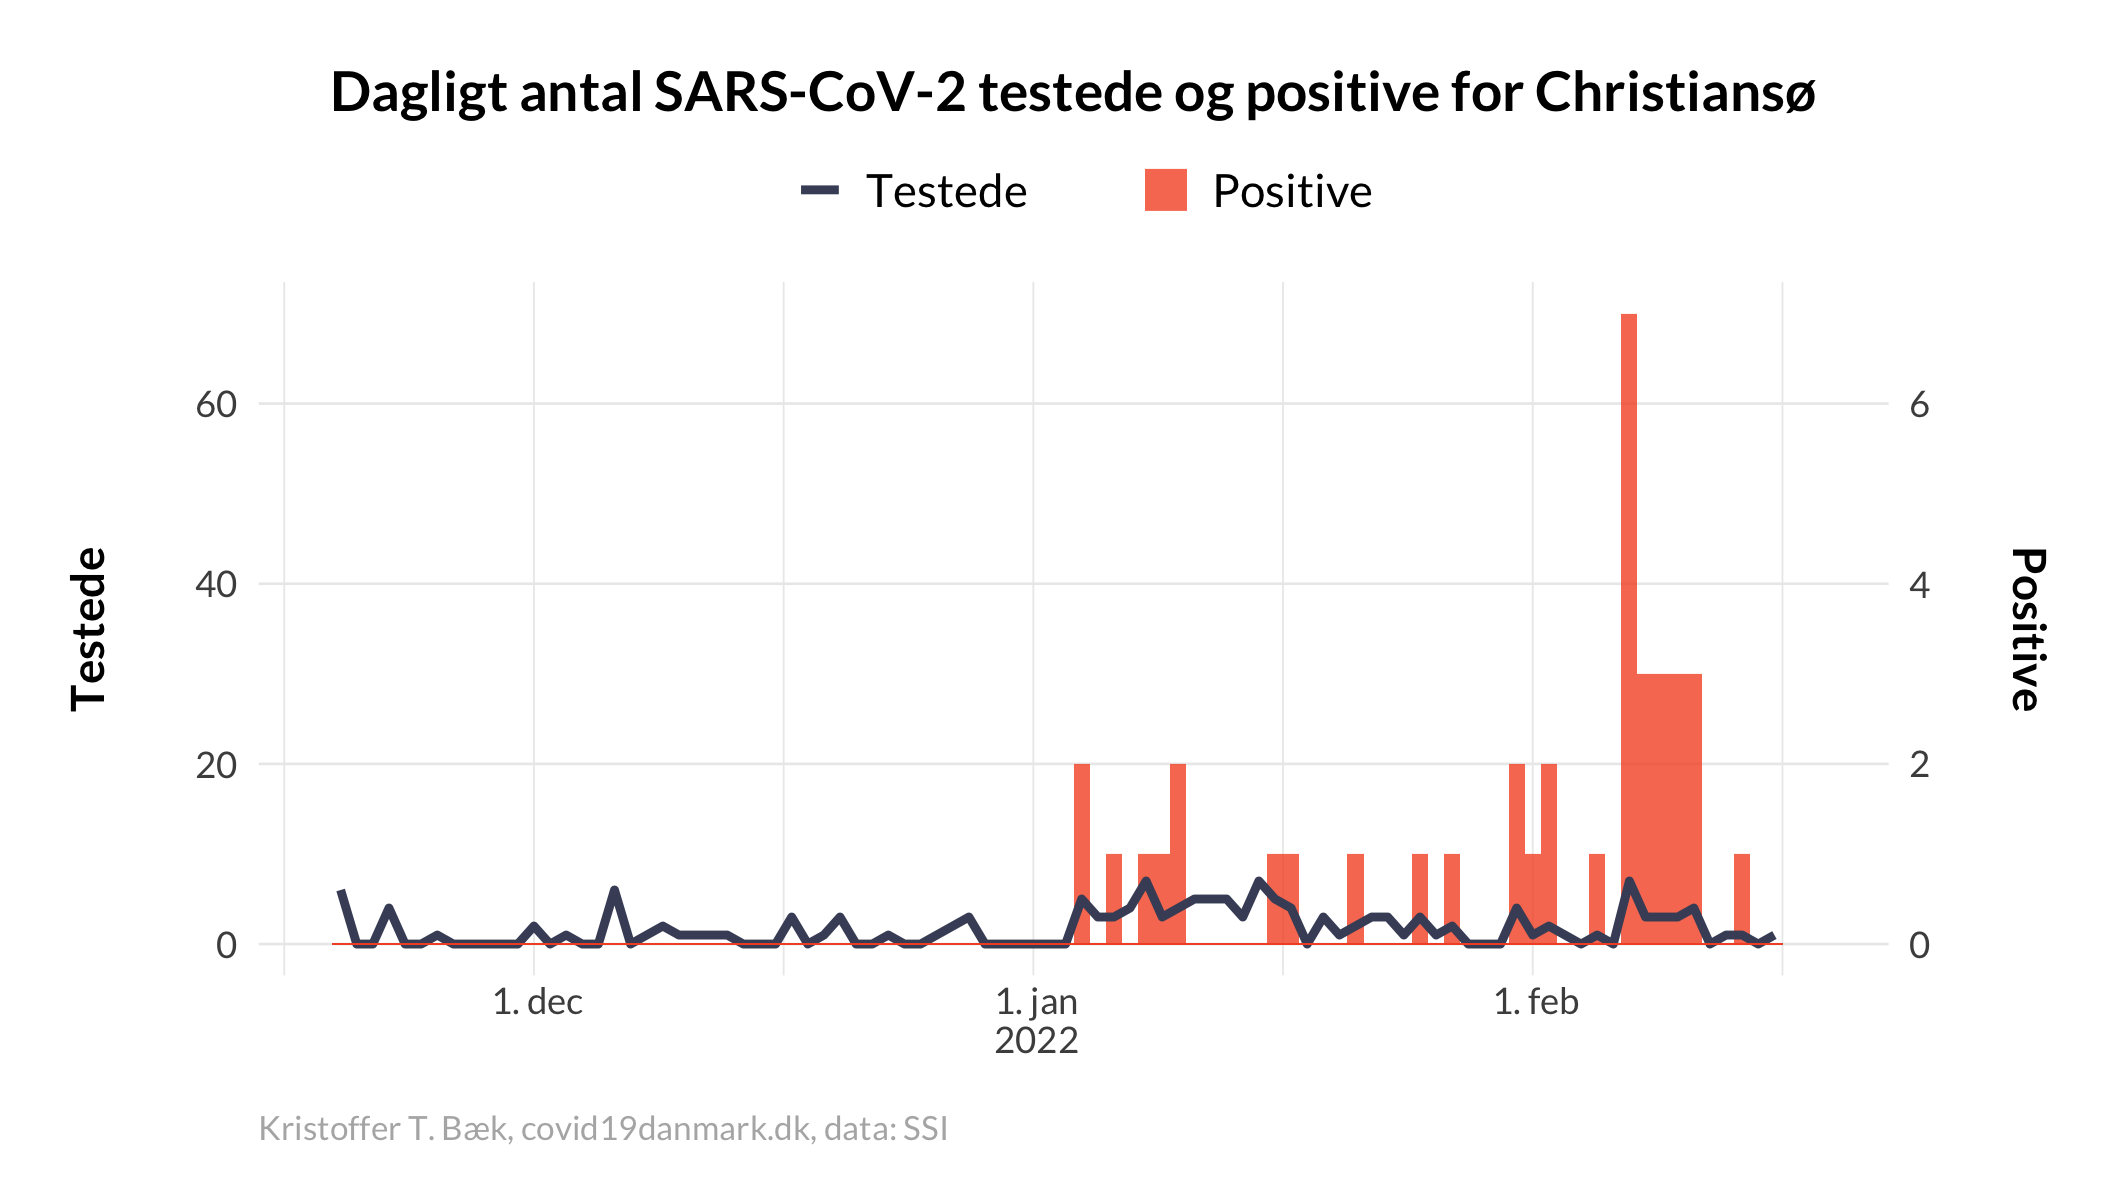 Dagligt antal SARS-CoV-2 testede og positive for Christiansø
Testede
Positive
60
40
20
0
6
4
2
0
Testede
Positive
1. dec
1. jan
2022
1. feb
Kristoffer T. Bæk, covid19danmark.dk, data: SSI